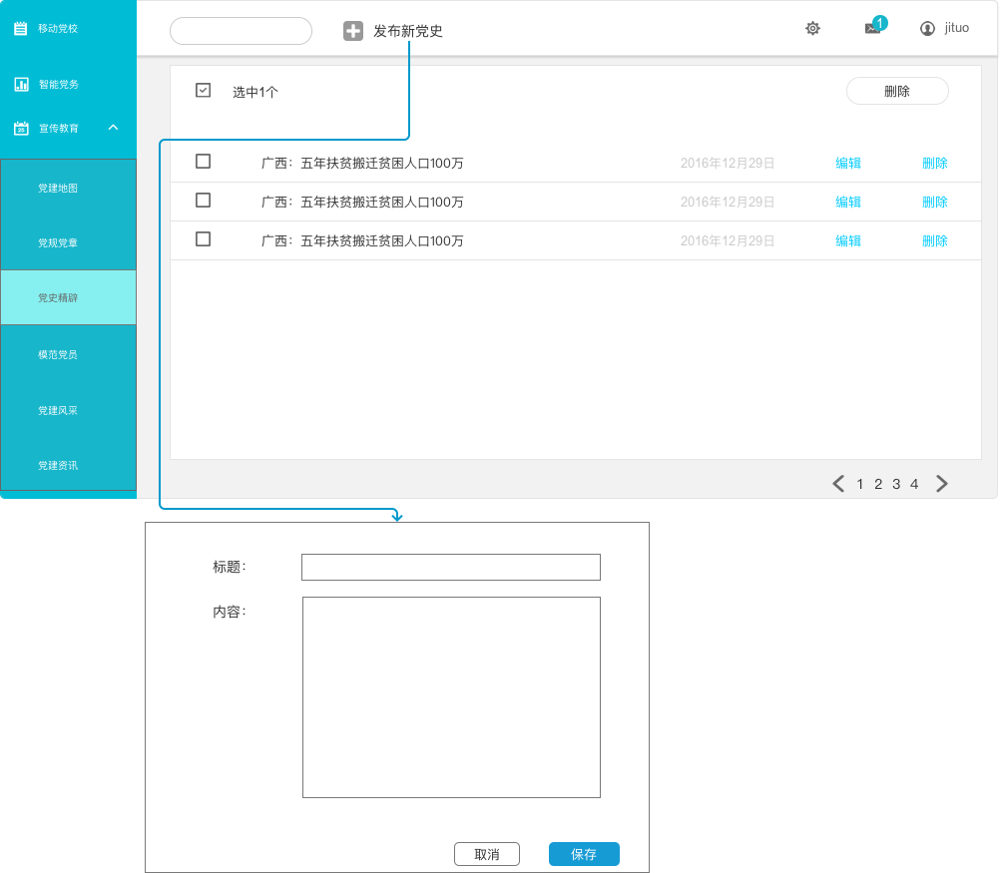 移动党校
智能党务
25
宣传教育
党建地图
党规党章
党史精辟
模范党员
党建风采
党建资讯
发布新党史
1
jituo
选中1个
删除
广西：五年扶贫搬迁贫困人口100万 2016年12月29日 编辑 删除
广西：五年扶贫搬迁贫困人口100万 2016年12月29日 编辑 删除
广西：五年扶贫搬迁贫困人口100万 2016年12月29日 编辑 删除
1 2 3 4
标题：
内容：
取消 保存